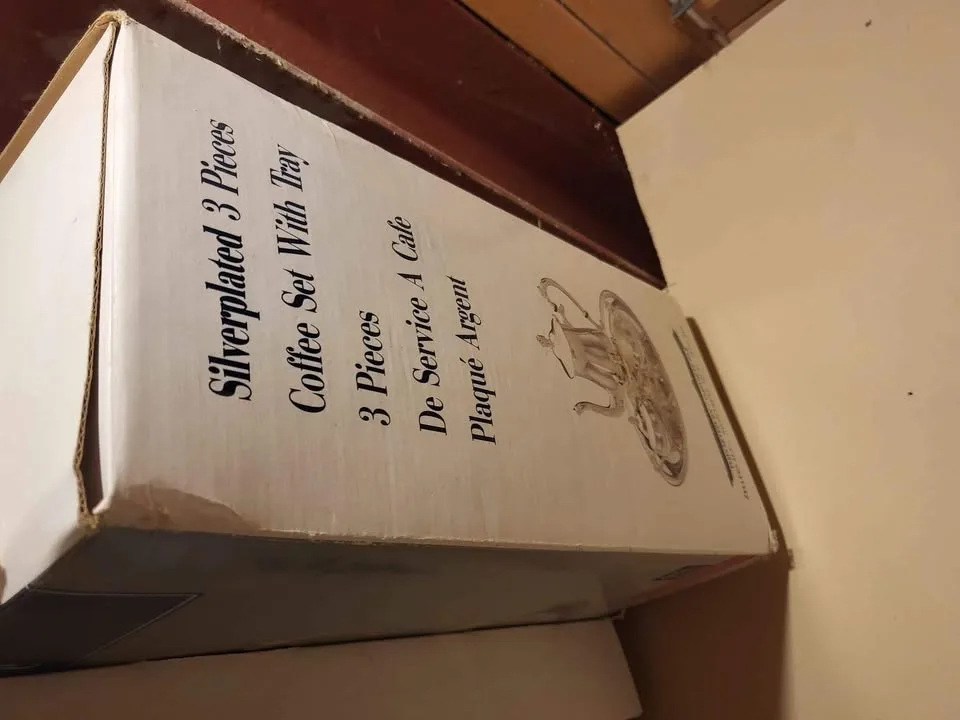 Silverplated 3 Pieces
Coffee Set With Tray
3 Pieces
De Service A Cafe
Plaqué Argent